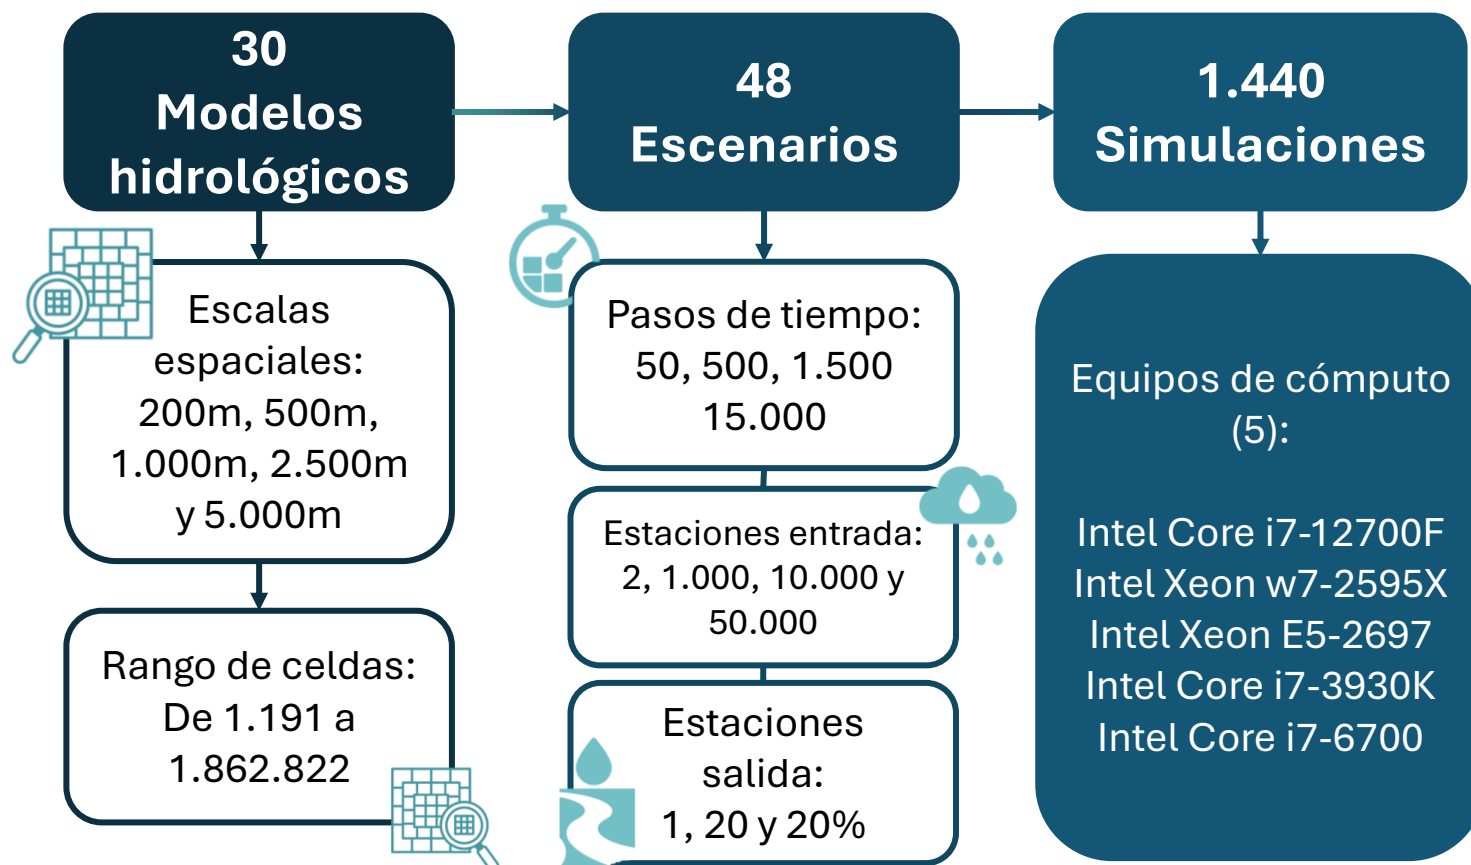 30
Modelos
hidrológicos
48
Escenarios
1.440
Simulaciones
Escalas
espaciales:
200m, 500m,
1.000m, 2.500m
y 5.000m
Rango de celdas:
De 1.191 a
1.862.822
Pasos de tiempo:
50, 500, 1.500
15.000
Estaciones entrada:
2, 1.000, 10.000 y
50.000
Estaciones
salida:
1, 20 y 20%
Equipos de cómputo
(5):
Intel Core i7-12700F
Intel Xeon w7-2595X
Intel Xeon E5-2697
Intel Core i7-3930K
Intel Core i7-6700